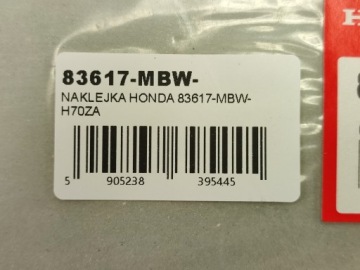 83617-MBW-
NAKLEJKA HONDA 83617-MBW-
H70ZA
5 905238 395445
H